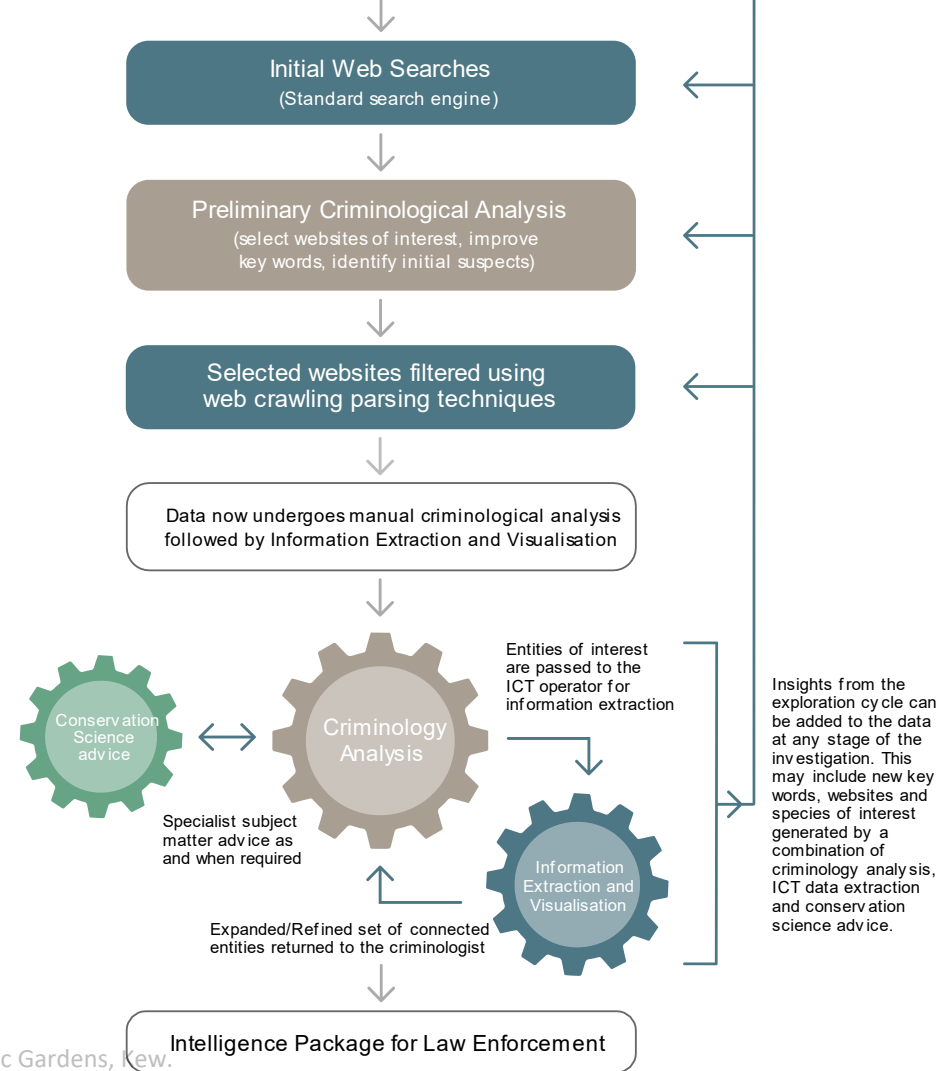 Initial Web Searches
(Standard search engine)
Preliminary Criminological Analysis
(select websites of interest, improve
key words, identify initial suspects)
Selected websites filtered using
web crawling parsing techniques
Data now undergoes manual criminological analysis
followed by Information Extraction and Visualisation
Conservation
Science
advice
Criminology
Analysis
Entities of interest
are passed to the
ICT operator for
information extraction
Specialist subject
matter advice as
and when required
Information
Extraction and
Visualisation
Expanded/Refined set of connected
entities returned to the criminologist
Insights from the
exploration cycle can
be added to the data
at any stage of the
investigation. This
may include new key
words, websites and
species of interest
generated by a
combination of
criminology analysis,
ICT data extraction
and conservation
science advice.
Intelligence Package for Law Enforcement
c Gardens, Kew.